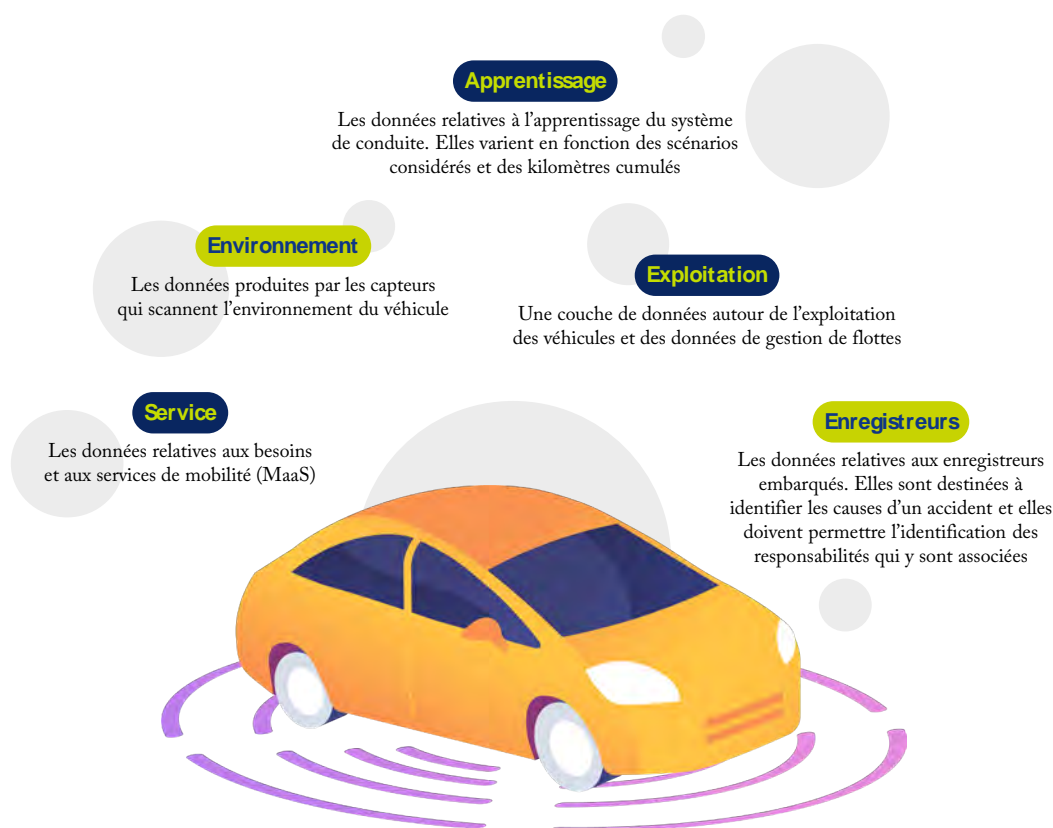 Apprentissage
Les données relatives à l’apprentissage du système
de conduite. Elles varient en fonction des scénarios
considérés et des kilomètres cumulés
Environnement
Les données produites par les capteurs
qui scannent l’environnement du véhicule
Exploitation
Une couche de données autour de l’exploitation
des véhicules et des données de gestion de flottes
Service
Les données relatives aux besoins
et aux services de mobilité (MaaS)
Enregistreurs
Les données relatives aux enregistreurs
embarqués. Elles sont destinées à
identifier les causes d’un accident et elles
doivent permettre l’identification des
responsabilités qui y sont associées